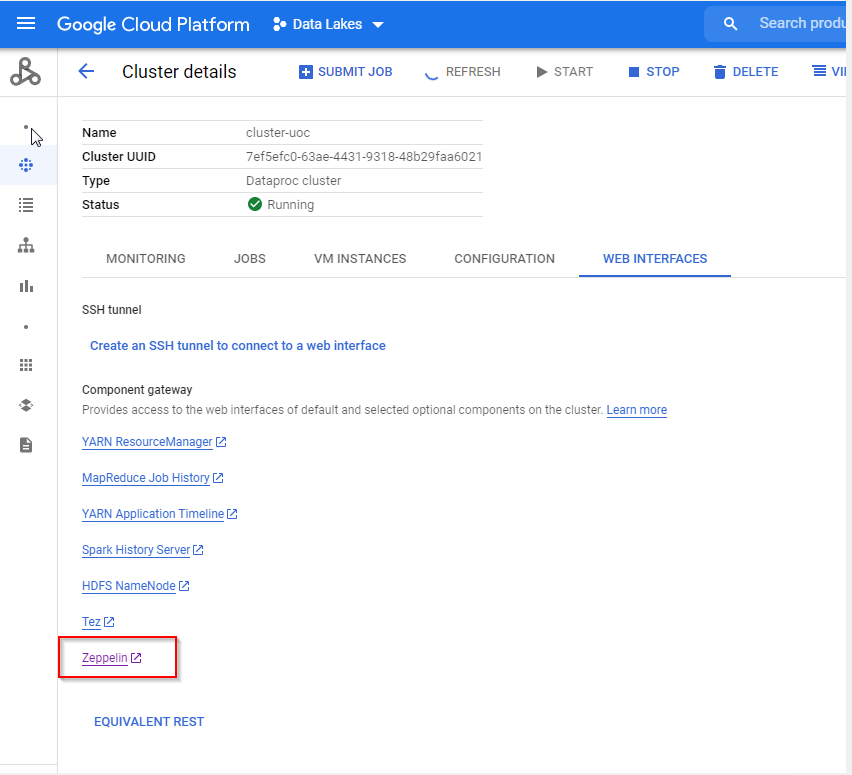 Google Cloud Platform Data Lakes Search produ
Cluster details SUBMIT JOB REFRESH START STOP DELETE VI
Name cluster-uoc
Cluster UUID 7ef5efc0-63ae-4431-9318-48b29faa6021
Type Dataproc cluster
Status Running
MONITORING JOBS VM INSTANCES CONFIGURATION WEB INTERFACES
SSH tunnel
Create an SSH tunnel to connect to a web interface
Component gateway
Provides access to the web interfaces of default and selected optional components on the cluster. Learn more
YARN ResourceManager
MapReduce Job History
YARN Application Timeline
Spark History Server
HDFS NameNode
Tez
Zeppelin
EQUIVALENT REST